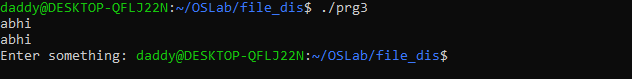 daddy@DESKTOP-QFLJ22N:~/OSLab/file_dis$ ./prg3
abhi
abhi
Enter something: daddy@DESKTOP-QFLJ22N:~/OSLab/file_dis$